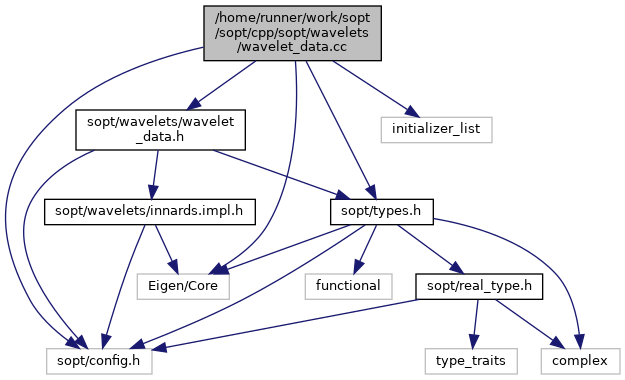 /home/runner/work/sopt
/sopt/cpp/sopt/wavelets
/wavelet_data.cc
sopt/wavelets/wavelet
_data.h
initializer_list
sopt/wavelets/innards.impl.h
sopt/types.h
Eigen/Core
functional
sopt/real_type.h
sopt/config.h
type_traits
complex